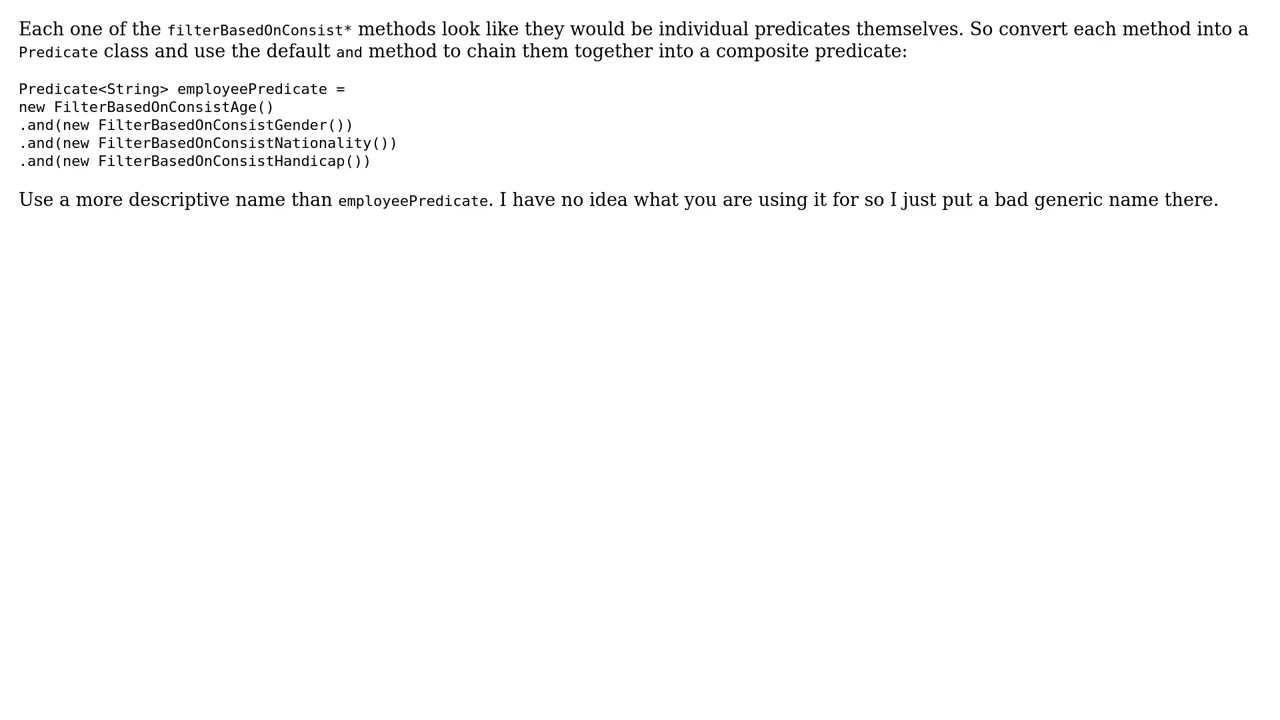 Each one of the filterBasedOnConsist* methods look like they would be individual predicates themselves. So convert each method into a
Predicate class and use the default and method to chain them together into a composite predicate:
Predicate<String> employeePredicate =
new FilterBasedOnConsistAge()
.and(new FilterBasedOnConsistGender())
.and(new FilterBasedOnConsistNationality())
.and(new FilterBasedOnConsistHandicap())
Use a more descriptive name than employeePredicate. I have no idea what you are using it for so I just put a bad generic name there.